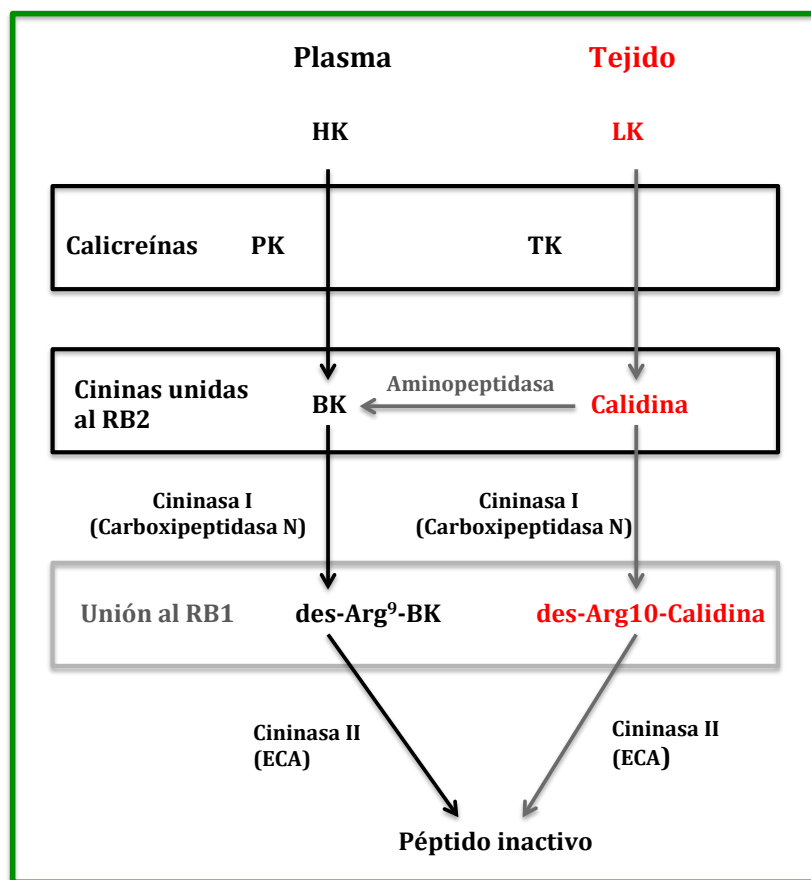 Plasma
Tejido
HK
LK
Calicreínas
PK
TK
Cininas unidas
al RB2
BK
Aminopeptidasa
Calidina
Cininasa I
(Carboxipeptidasa N)
Cininasa I
(Carboxipeptidasa N)
Unión al RB1
des-Arg⁹-BK
des-Arg10-Calidina
Cininasa II
(ECA)
Cininasa II
(ECA)
Péptido inactivo